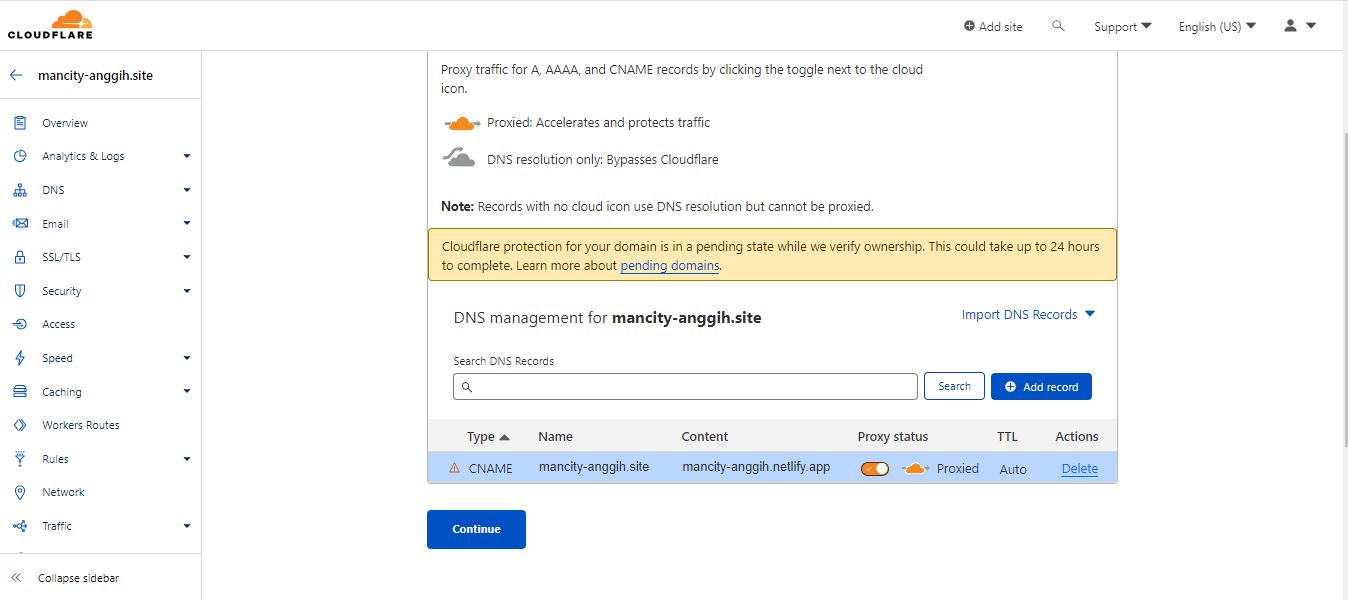 CLOUDFLARE
Add site
Support
English (US)
mancity-anggih.site
Overview
Analytics & Logs
DNS
Email
SSL/TLS
Security
Access
Speed
Caching
Workers Routes
Rules
Network
Traffic
Collapse sidebar
Proxy traffic for A, AAAA, and CNAME records by clicking the toggle next to the cloud
icon.
Proxied: Accelerates and protects traffic
DNS resolution only: Bypasses Cloudflare
Note: Records with no cloud icon use DNS resolution but cannot be proxied.
Cloudflare protection for your domain is in a pending state while we verify ownership. This could take up to 24 hours
to complete. Learn more about pending domains.
DNS management for mancity-anggih.site
Import DNS Records
Search DNS Records
Search
Add record
Type Name Content Proxy status TTL Actions
CNAME mancity-anggih.site mancity-anggih.netlify.app Proxied Auto Delete
Continue